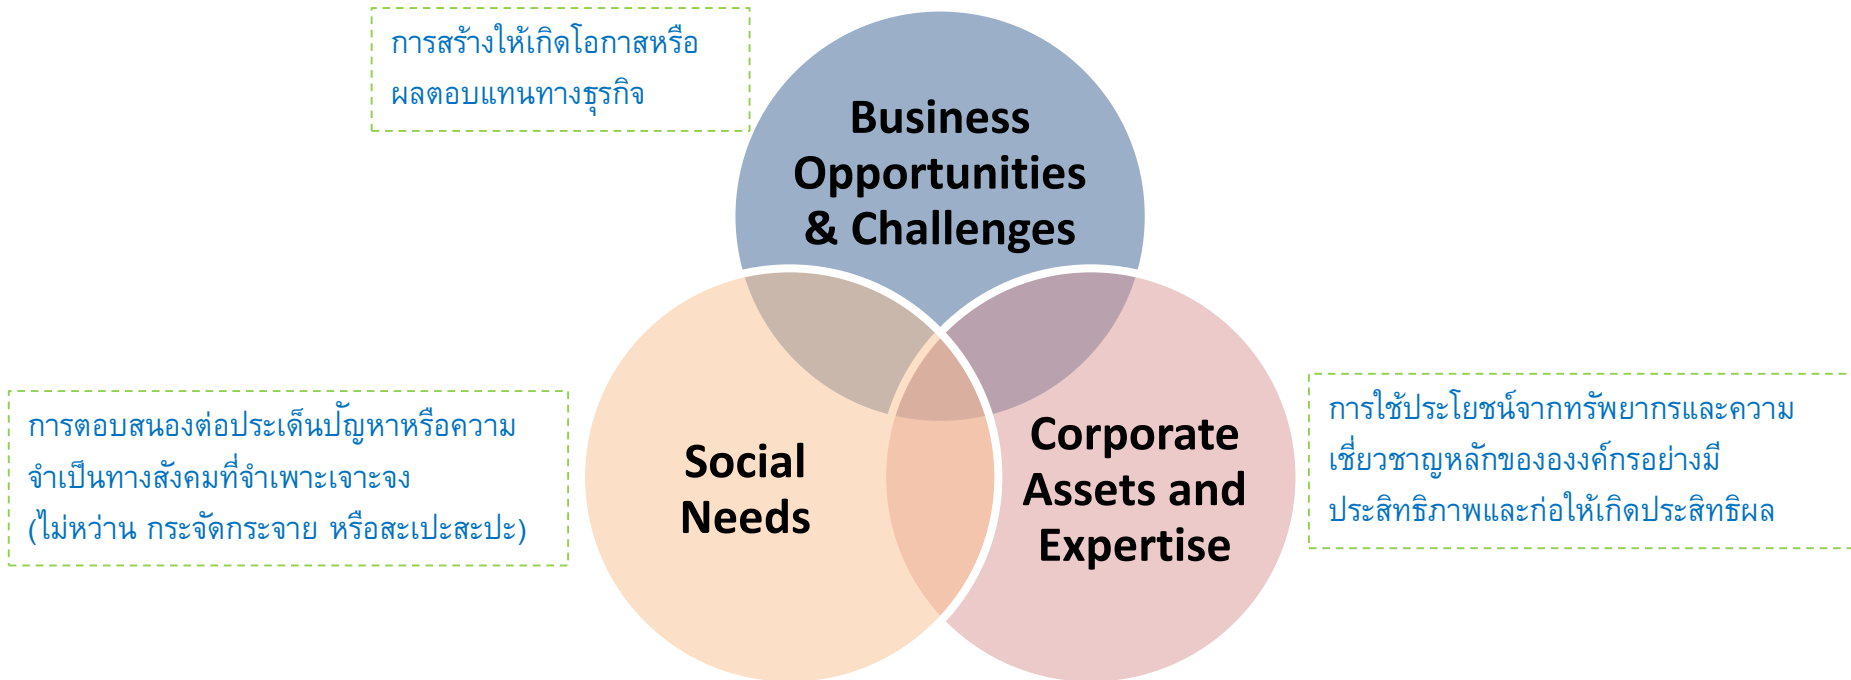 การสร้างให้เกิดโอกาสหรือ
ผลตอบแทนทางธุรกิจ
Business
Opportunities
& Challenges
การตอบสนองต่อประเด็นปัญหาหรือความ
จำเป็นทางสังคมที่จำเพาะเจาะจง
(ไม่หว่าน กระจัดกระจาย หรือสะเปะสะปะ)
Social
Needs
Corporate
Assets and
Expertise
การใช้ประโยชน์จากทรัพยากรและความ
เชี่ยวชาญหลักขององงค์กรอย่างมี
ประสิทธิภาพและก่อให้เกิดประสิทธิผล